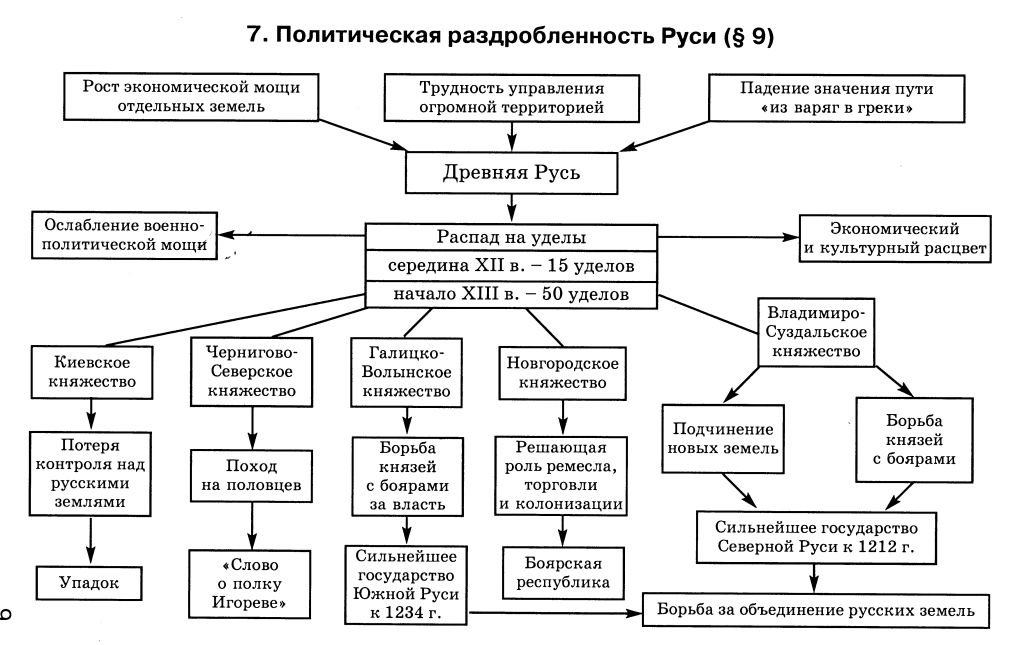 7. Политическая раздробленность Руси (§ 9)
Рост экономической мощи
отдельных земель
Трудность управления
огромной территорией
Падение значения пути
«из варяг в греки»
Древняя Русь
Ослабление военно-
политической мощи
Распад на уделы
середина XII в. – 15 уделов
начало XIII в. – 50 уделов
Экономический
и культурный расцвет
Киевское
княжество
Чернигово-
Северское
княжество
Галицко-
Волынское
княжество
Новгородское
княжество
Владимиро-
Суздальское
княжество
Потеря
контроля над
русскими
землями
Поход
на половцев
Борьба
князей
с боярами
за власть
Решающая
роль ремесла,
торговли
и колонизации
Подчинение
новых земель
Борьба
князей
с боярами
Упадок
«Слово
о полку
Игореве»
Сильнейшее
государство
Южной Руси
к 1234 г.
Боярская
республика
Сильнейшее государство
Северной Руси к 1212 г.
Борьба за объединение русских земель